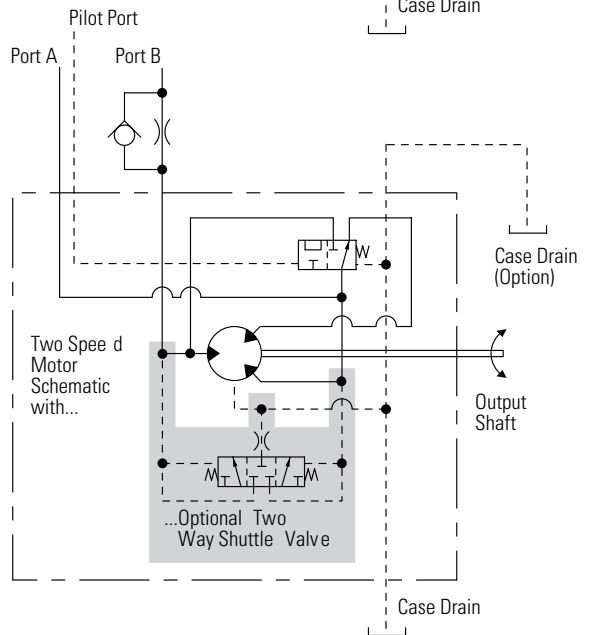 Case Drain
Pilot Port
Port A
Port B
Case Drain
(Option)
Two Spee d
Motor
Schematic
with...
Output
Shaft
...Optional Two
Way Shuttle Valve
Case Drain